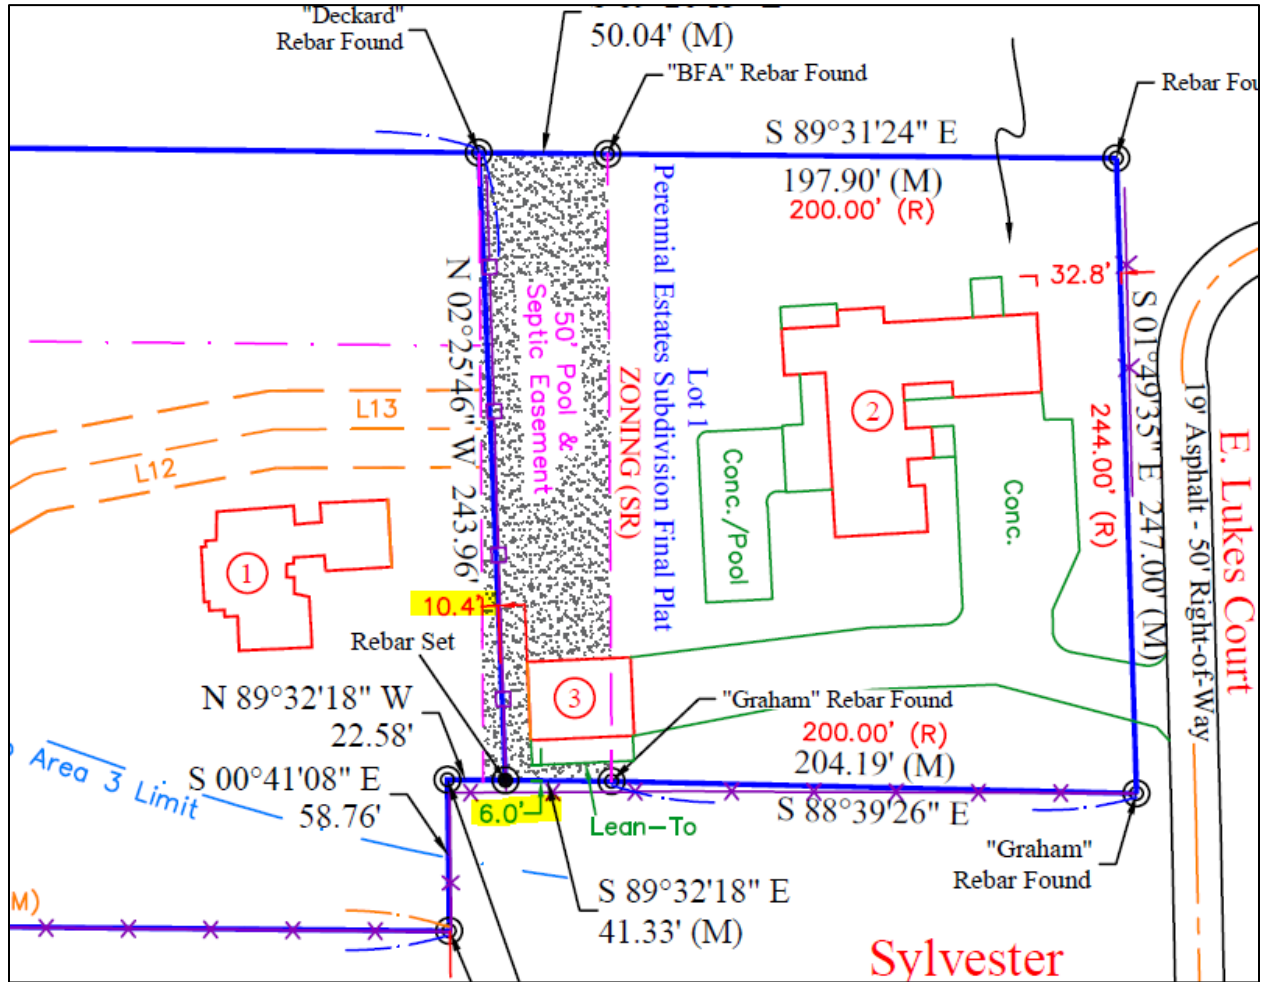 "Deckard"
Rebar Found
50.04' (M)
"BFA" Rebar Found
Rebar Fou
S 89°31'24" E
197.90' (M)
200.00' (R)
32.8'
Perennial Estates Subdivision Final Plat
Lot 1
ZONING (SR)
50' Pool &
Septic Easement
N 02°25'46" W 243.96'
S 01°49'35" E 247.00' (M)
244.00' (R)
19' Asphalt - 50' Right-of-Way
E. Lukes Court
L13
L12
1
2
3
Conc./Pool
Conc.
10.4'
Rebar Set
N 89°32'18" W
22.58'
"Graham" Rebar Found
200.00' (R)
204.19' (M)
S 88°39'26" E
Area 3 Limit
S 00°41'08" E
58.76'
6.0'
Lean-To
"Graham"
Rebar Found
S 89°32'18" E
41.33' (M)
M)
Sylvester